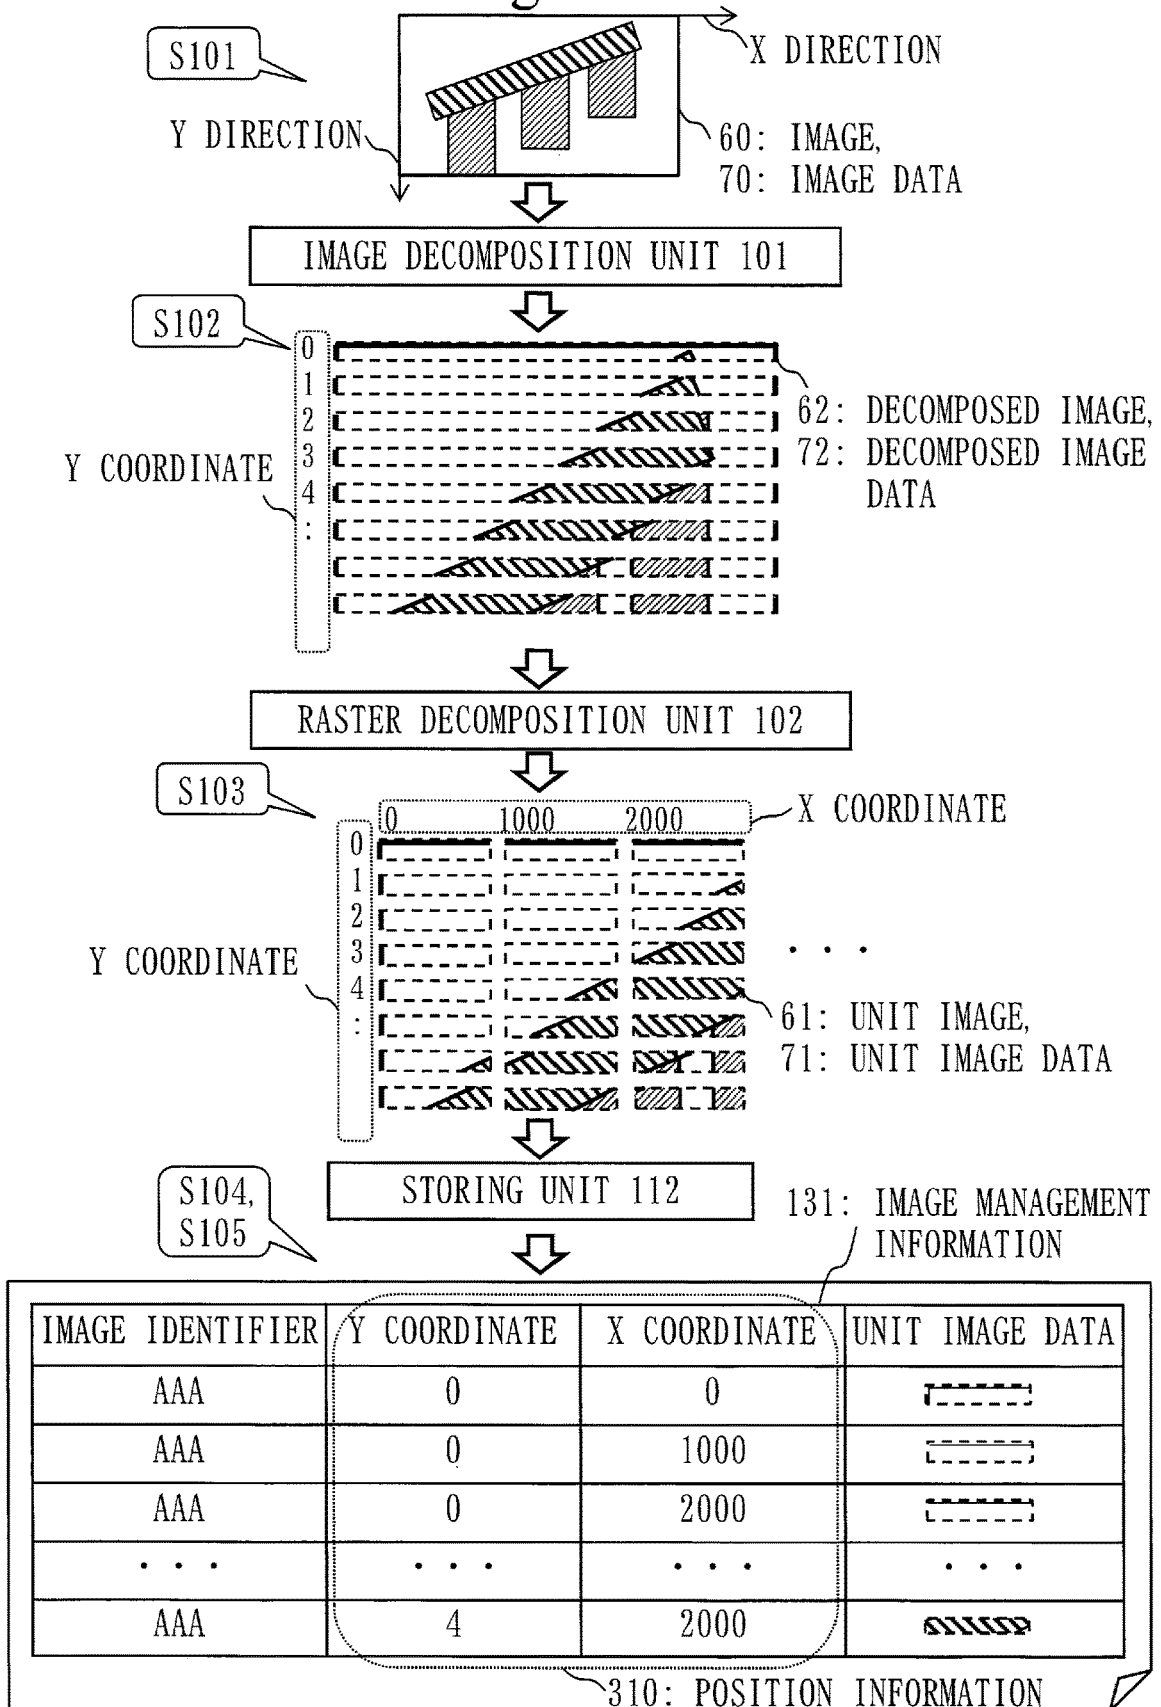 S101
X DIRECTION
Y DIRECTION
60: IMAGE,
70: IMAGE DATA
IMAGE DECOMPOSITION UNIT 101
S102
0
1
2
3
4
:
Y COORDINATE
62: DECOMPOSED IMAGE,
72: DECOMPOSED IMAGE
DATA
RASTER DECOMPOSITION UNIT 102
S103
0 1000 2000
X COORDINATE
0
1
2
3
4
:
Y COORDINATE
. . .
61: UNIT IMAGE,
71: UNIT IMAGE DATA
STORING UNIT 112
S104,
S105
131: IMAGE MANAGEMENT
INFORMATION
IMAGE IDENTIFIER Y COORDINATE X COORDINATE UNIT IMAGE DATA
AAA 0 0
AAA 0 1000
AAA 0 2000
. . . . . . . . . . . .
AAA 4 2000
310: POSITION INFORMATION